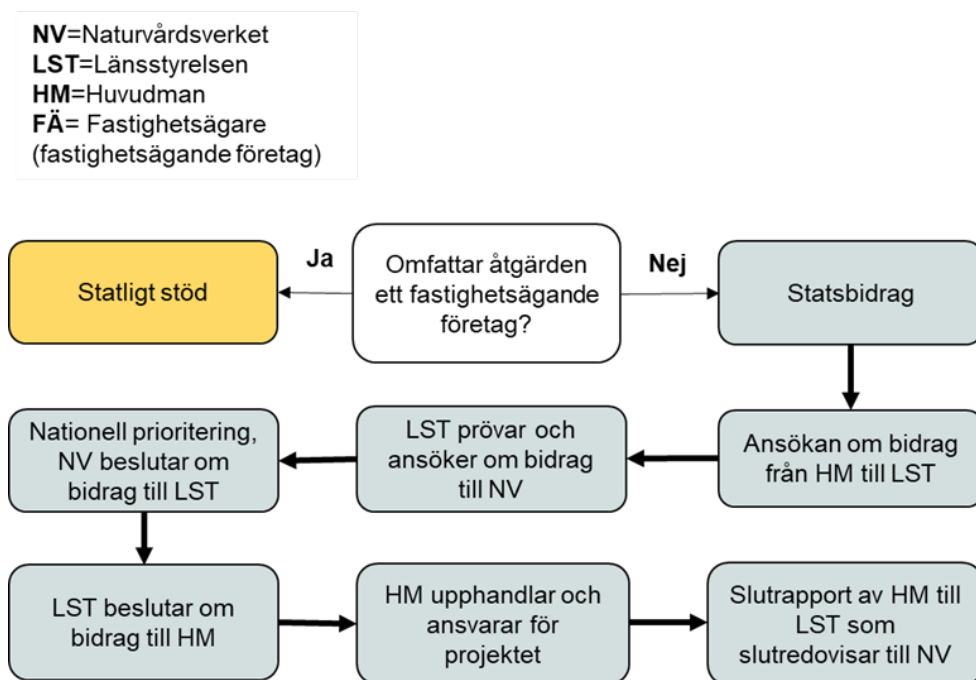 NV=Naturvårdsverket
LST=Länsstyrelsen
HM=Huvudman
FÄ= Fastighetsägare
(fastighetsägande företag)
Statligt stöd
Ja
Omfattar åtgärden
ett fastighetsägande
företag?
Nej
Statsbidrag
Ansökan om bidrag
från HM till LST
LST prövar och
ansöker om bidrag
till NV
Nationell prioritering,
NV beslutar om
bidrag till LST
LST beslutar om
bidrag till HM
HM upphandlar och
ansvarar för
projektet
Slutrapport av HM till
LST som
slutredovisar till NV